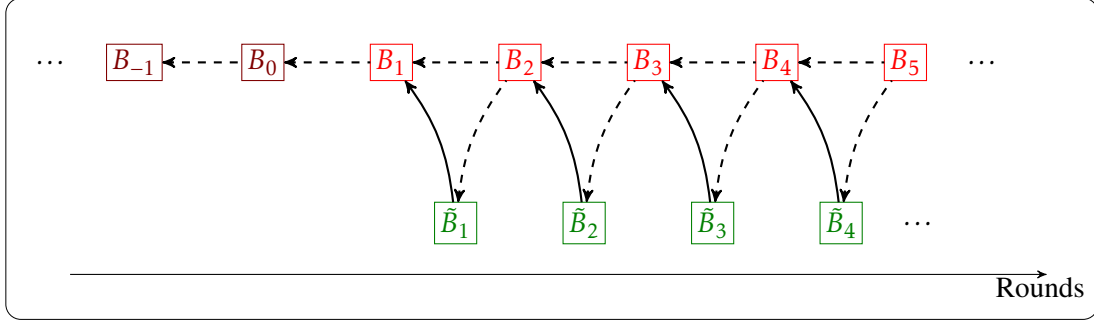 … B₋₁ B₀ B₁ B₂ B₃ B₄ B₅ …
B̃₁ B̃₂ B̃₃ B̃₄ …
Rounds